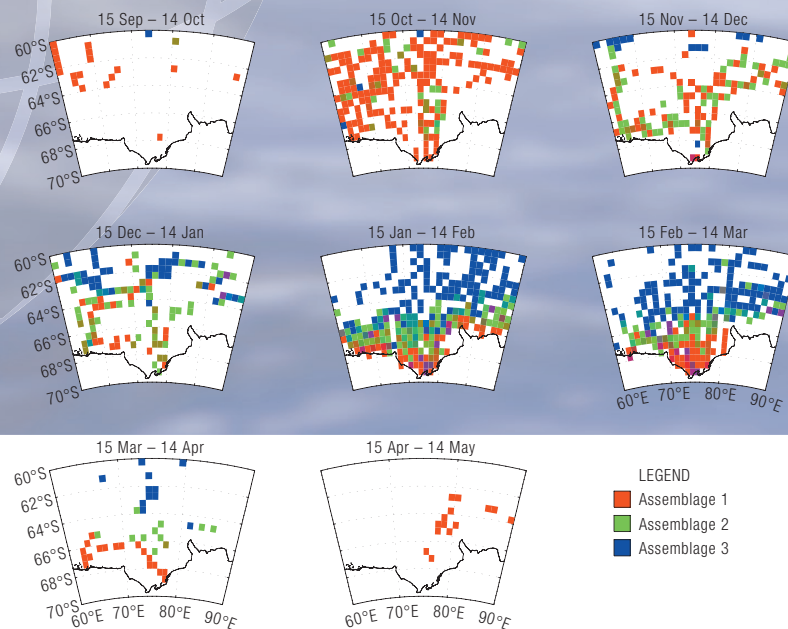 15 Sep – 14 Oct
15 Oct – 14 Nov
15 Nov – 14 Dec
60°S
62°S
64°S
66°S
68°S
70°S
15 Dec – 14 Jan
15 Jan – 14 Feb
15 Feb – 14 Mar
60°S
62°S
64°S
66°S
68°S
70°S
60°E 70°E 80°E 90°E
15 Mar – 14 Apr
15 Apr – 14 May
60°S
62°S
64°S
66°S
68°S
70°S
60°E 70°E 80°E 90°E
60°E 70°E 80°E 90°E
LEGEND
Assemblage 1
Assemblage 2
Assemblage 3